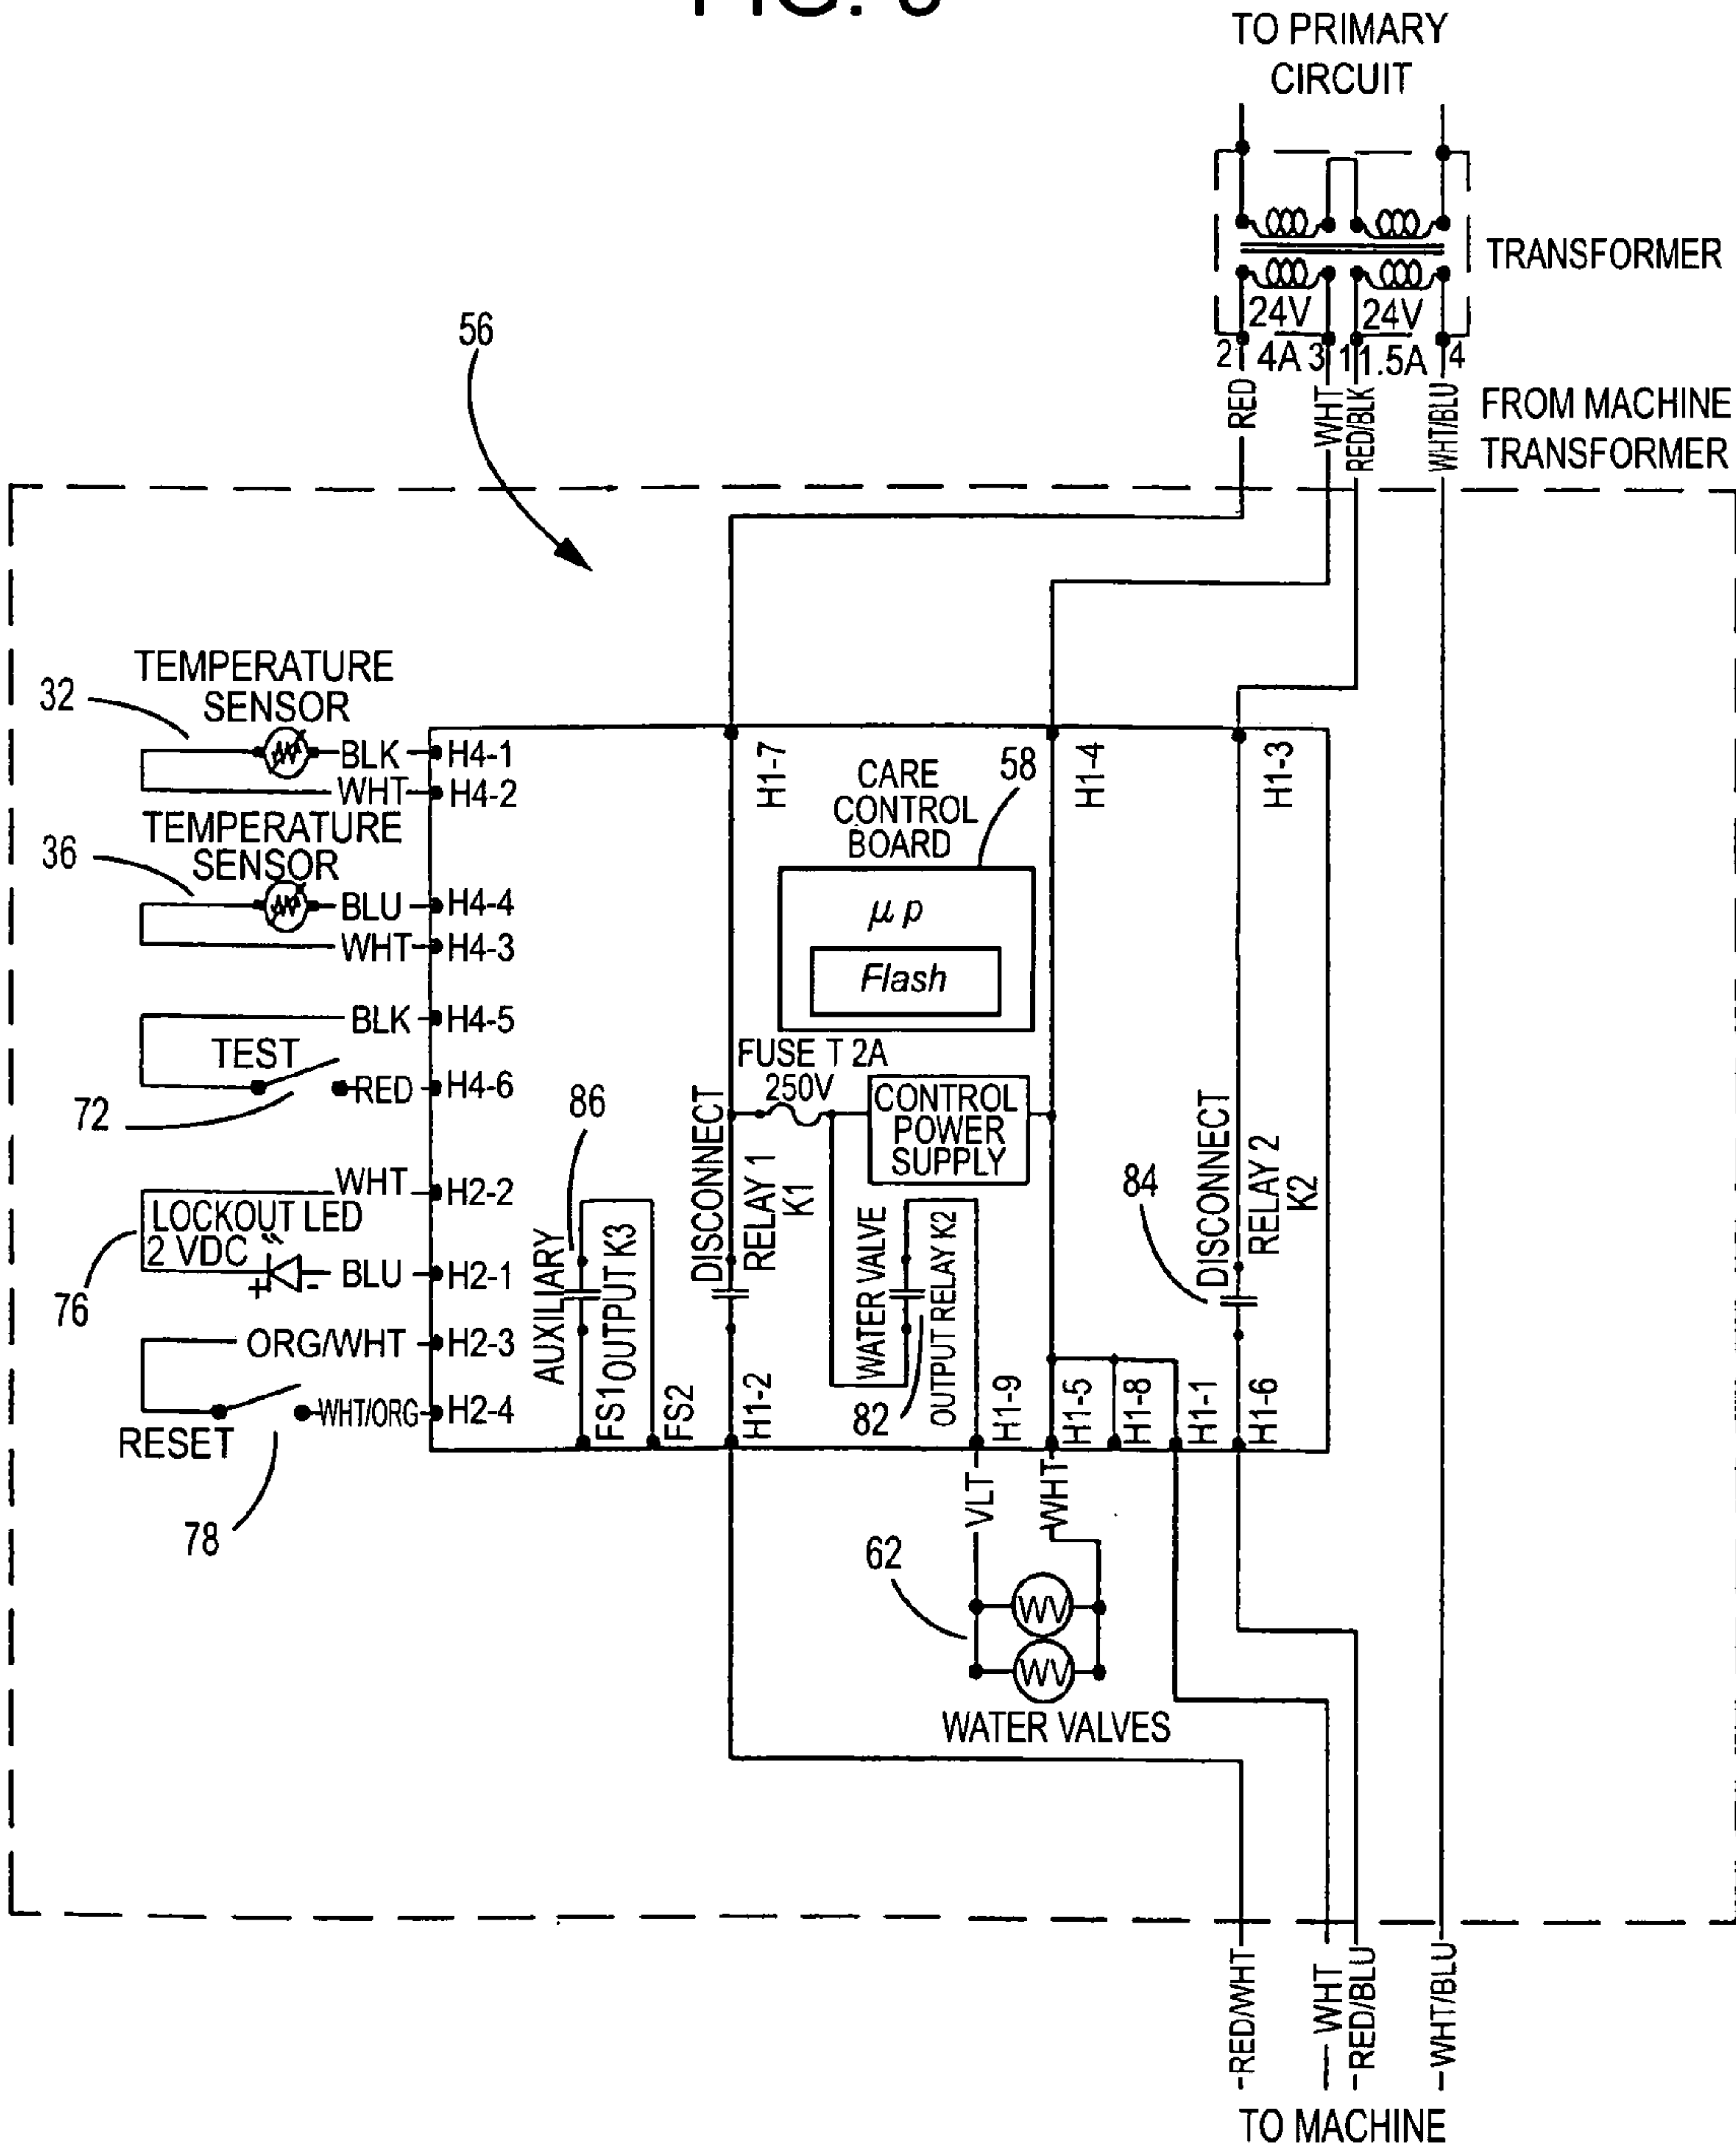 TO PRIMARY
CIRCUIT
TRANSFORMER
24V
24V
2
4A
3
1
1.5A
4
RED
WHT
RED/BLK
WHT/BLU
FROM MACHINE
TRANSFORMER
56
TEMPERATURE
SENSOR
32
BLK
H4-1
WHT
H4-2
TEMPERATURE
SENSOR
36
BLU
H4-4
WHT
H4-3
BLK
H4-5
TEST
RED
H4-6
72
WHT
H2-2
LOCKOUT LED
2 VDC
+
-
BLU
H2-1
76
ORG/WHT
H2-3
WHT/ORG
H2-4
RESET
78
H1-7
H1-4
H1-3
CARE
CONTROL
BOARD
58
μp
Flash
FUSE T 2A
250V
CONTROL
POWER
SUPPLY
86
AUXILIARY
OUTPUT K3
DISCONNECT
RELAY 1
K1
WATER VALVE
OUTPUT RELAY K2
82
84
DISCONNECT
RELAY 2
K2
FS1
FS2
H1-2
H1-9
H1-5
H1-8
H1-1
H1-6
VLT
WHT
62
WV
WV
WATER VALVES
RED/WHT
WHT
RED/BLU
WHT/BLU
TO MACHINE